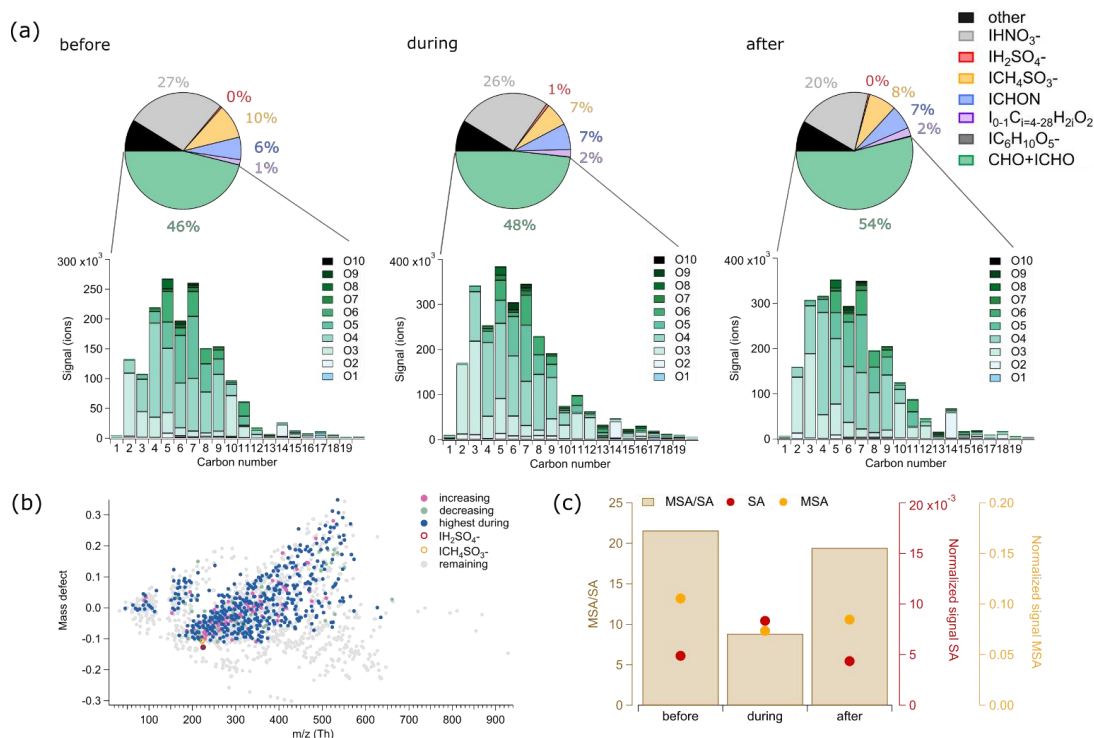 (a)
before
during
after
other
IHNO3-
IH2SO4-
ICH4SO3-
ICHON
I0-1Ci=4-28H2iO2
IC6H10O5-
CHO+ICHO
27%
0%
10%
6%
1%
46%
26%
1%
7%
7%
2%
48%
20%
0%
8%
7%
2%
54%
300 x10³
250
200
150
100
50
0
Signal (ions)
1 2 3 4 5 6 7 8 9 10 11 12 13 14 15 16 17 18 19
Carbon number
O10
O9
O8
O7
O6
O5
O4
O3
O2
O1
400 x10³
300
200
100
0
Signal (ions)
1 2 3 4 5 6 7 8 9 10 11 12 13 14 15 16 17 18 19
Carbon number
O10
O9
O8
O7
O6
O5
O4
O3
O2
O1
400 x10³
300
200
100
0
Signal (ions)
1 2 3 4 5 6 7 8 9 10 11 12 13 14 15 16 17 18 19
Carbon number
O10
O9
O8
O7
O6
O5
O4
O3
O2
O1
(b)
increasing
decreasing
highest during
IH2SO4-
ICH4SO3-
remaining
0.3
0.2
0.1
0.0
-0.1
-0.2
-0.3
Mass defect
100 200 300 400 500 600 700 800 900
m/z (Th)
(c)
MSA/SA SA MSA
25
20
15
10
5
0
MSA/SA
before during after
20 x10⁻³
15
10
5
0
Normalized signal SA
0.20
0.15
0.10
0.05
0.00
Normalized signal MSA